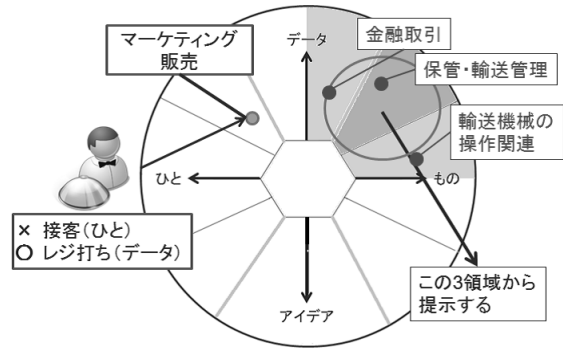 マーケティング
販売
データ
金融取引
保管・輸送管理
輸送機械の
操作関連
ひと
もの
× 接客(ひと)
○ レジ打ち(データ)
アイデア
この3領域から
提示する